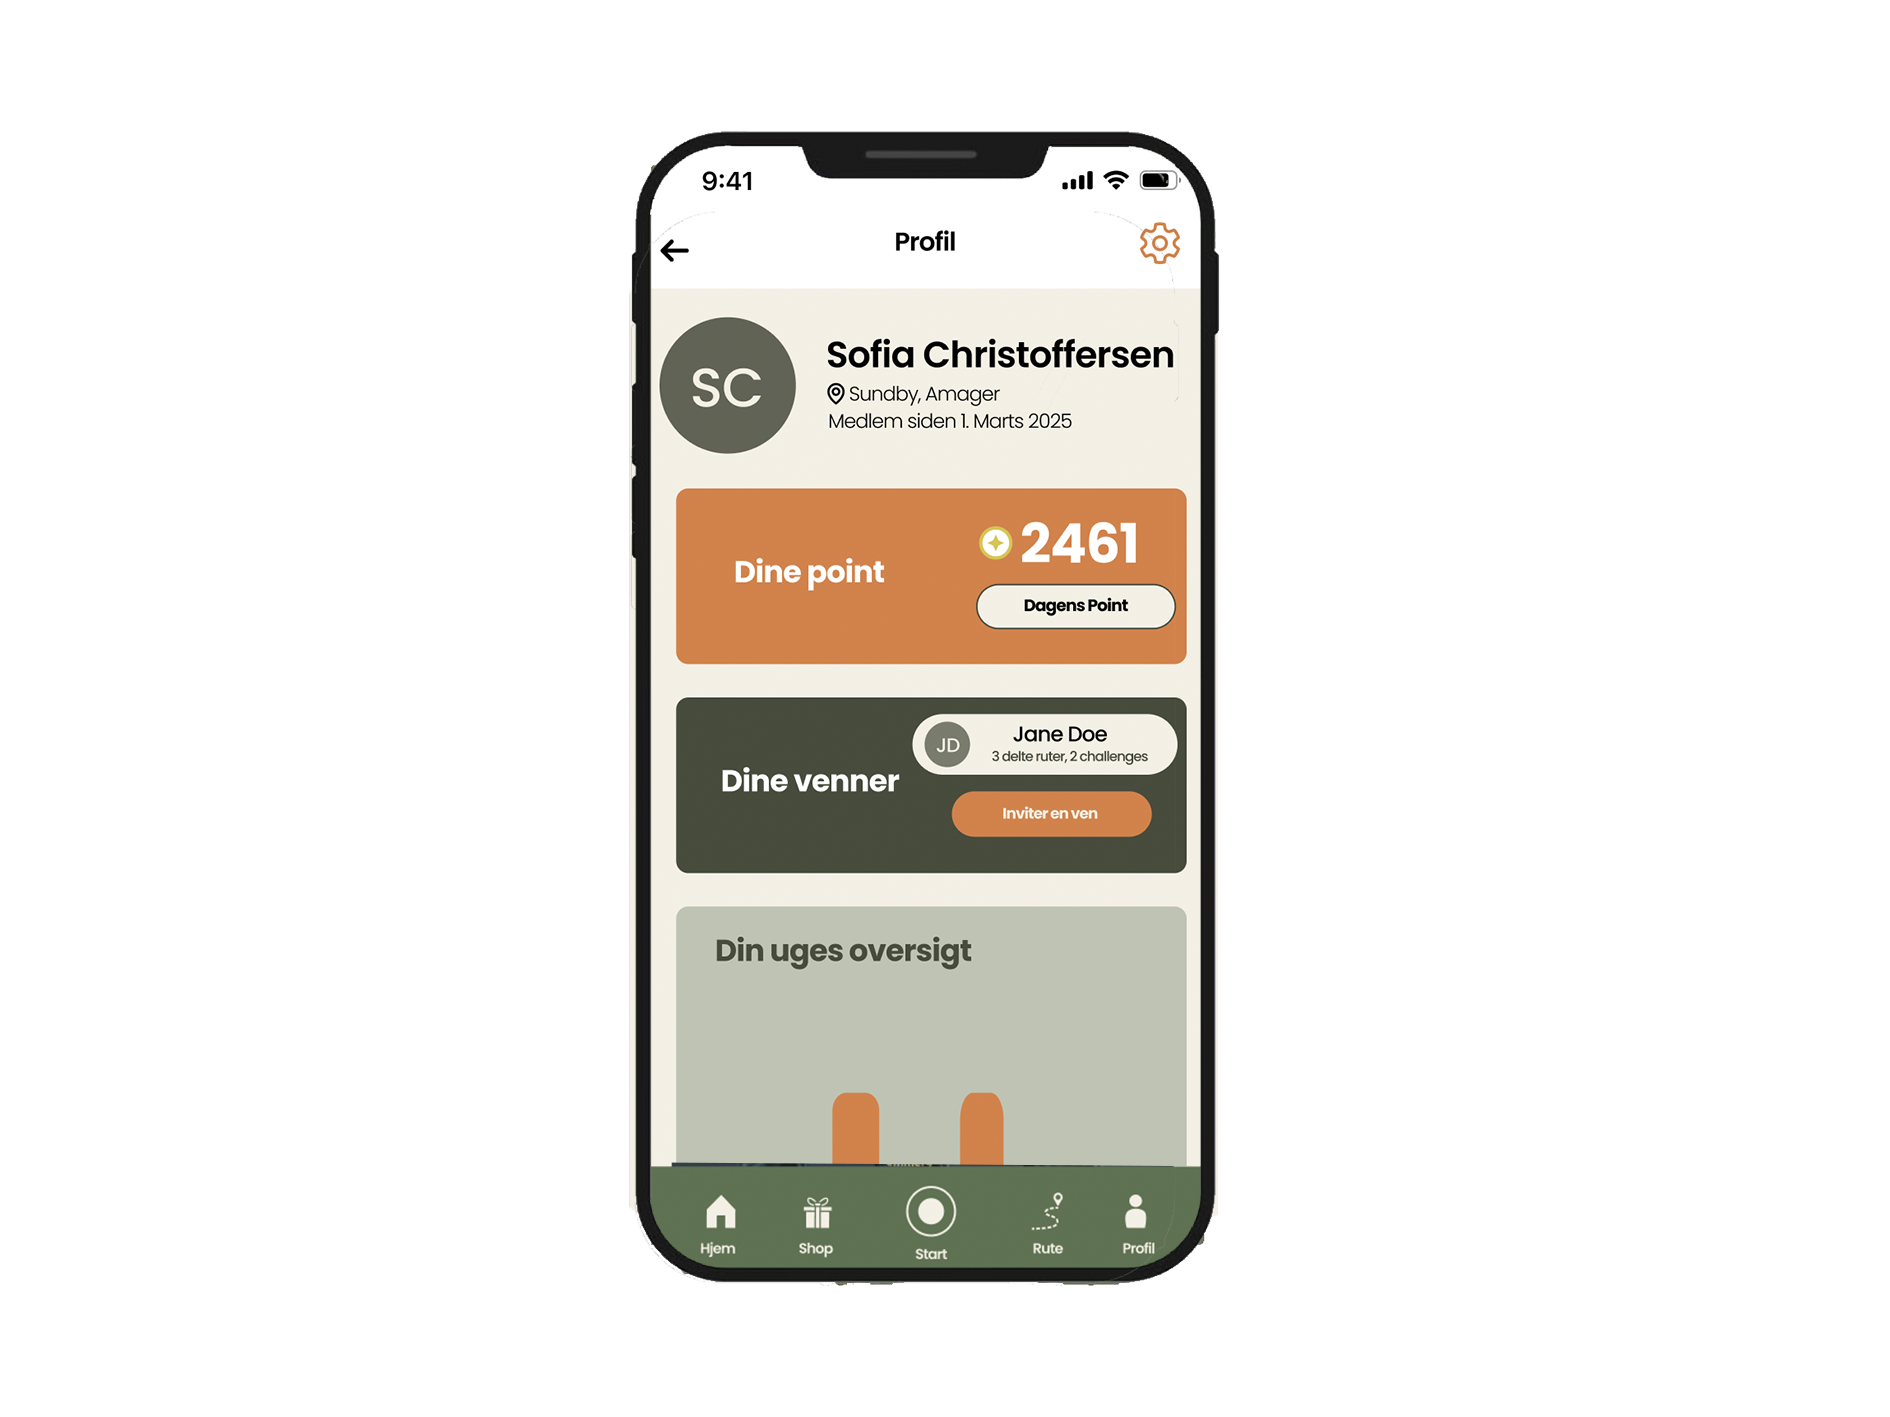 9:41
Profil
SC
Sofia Christoffersen
Sundby, Amager
Medlem siden 1. Marts 2025
Dine point
2461
Dagens Point
Dine venner
JD
Jane Doe
3 delte ruter, 2 challenges
Inviter en ven
Din uges oversigt
Hjem
Shop
Start
Rute
Profil